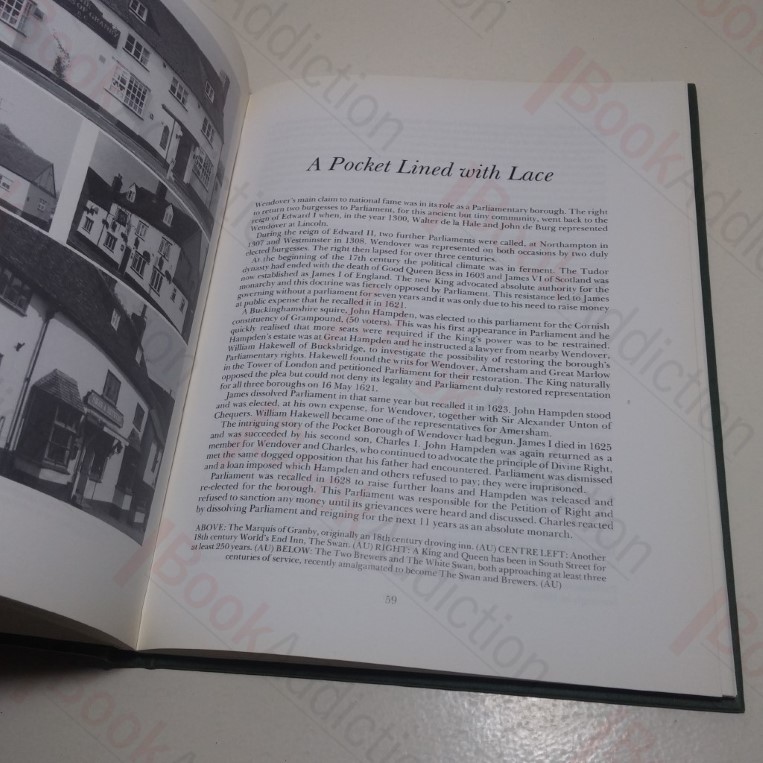 A Pocket Lined with Lace
Wendover's main claim to national fame was in its role as a Parliamentary borough. The right
to return two burgesses to Parliament, for this ancient but tiny community, went back to the
reign of Edward I when, in the year 1300, Walter de la Hale and John de Burg represented
Wendover at Lincoln.
During the reign of Edward II, two further Parliaments were called, at Northampton in
1307 and Westminster in 1308. Wendover was represented on both occasions by two duly
elected burgesses. The right then lapsed for over three centuries.
At the beginning of the 17th century the political climate was in ferment. The Tudor
dynasty had ended with the death of Good Queen Bess in 1603 and James VI of Scotland was
now established as James I of England. The new King advocated absolute authority for the
monarchy and this doctrine was fiercely opposed by Parliament. This resistance led to James
governing without a parliament for seven years and it was only due to his need to raise money
at public expense that he recalled it in 1621.
A Buckinghamshire squire, John Hampden, was elected to this parliament for the Cornish
constituency of Grampound, (50 voters). This was his first appearance in Parliament and he
quickly realised that more seats were required if the King's power was to be restrained.
Hampden's estate was at Great Hampden and he instructed a lawyer from nearby Wendover,
William Hakewell of Bucksbridge, to investigate the possibility of restoring the borough's
Parliamentary rights. Hakewell found the writs for Wendover, Amersham and Great Marlow
in the Tower of London and petitioned Parliament for their restoration. The King naturally
opposed the plea but could not deny its legality and Parliament duly restored representation
for all three boroughs on 16 May 1621.
James dissolved Parliament in that same year but recalled it in 1623. John Hampden stood
and was elected, at his own expense, for Wendover, together with Sir Alexander Unton of
Chequers. William Hakewell became one of the representatives for Amersham.
The intriguing story of the Pocket Borough of Wendover had begun. James I died in 1625
and was succeeded by his second son, Charles I. John Hampden was again returned as a
member for Wendover and Charles, who continued to advocate the principle of Divine Right,
met the same dogged opposition that his father had encountered. Parliament was dismissed
and a loan imposed which Hampden and others refused to pay; they were imprisoned.
Parliament was recalled in 1628 to raise further loans and Hampden was released and
re-elected for the borough. This Parliament was responsible for the Petition of Right and
refused to sanction any money until its grievances were heard and discussed. Charles reacted
by dissolving Parliament and reigning for the next 11 years as an absolute monarch.
ABOVE: The Marquis of Granby, originally an 18th century droving inn. (AU) CENTRE LEFT: Another
18th century World's End Inn, The Swan. (AU) RIGHT: A King and Queen has been in South Street for
at least 250 years. (AU) BELOW: The Two Brewers and The White Swan, both approaching at least three
centuries of service, recently amalgamated to become The Swan and Brewers. (AU)
59
BookAddiction